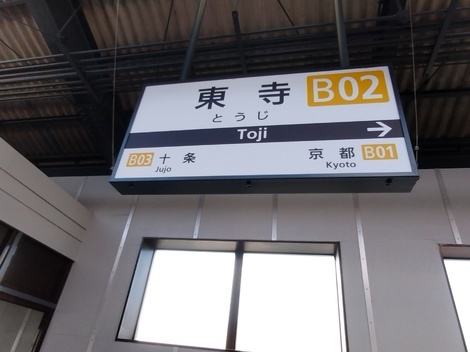 東寺 B02
とうじ
Toji →
B03 十条 京都 B01
Jujo Kyoto